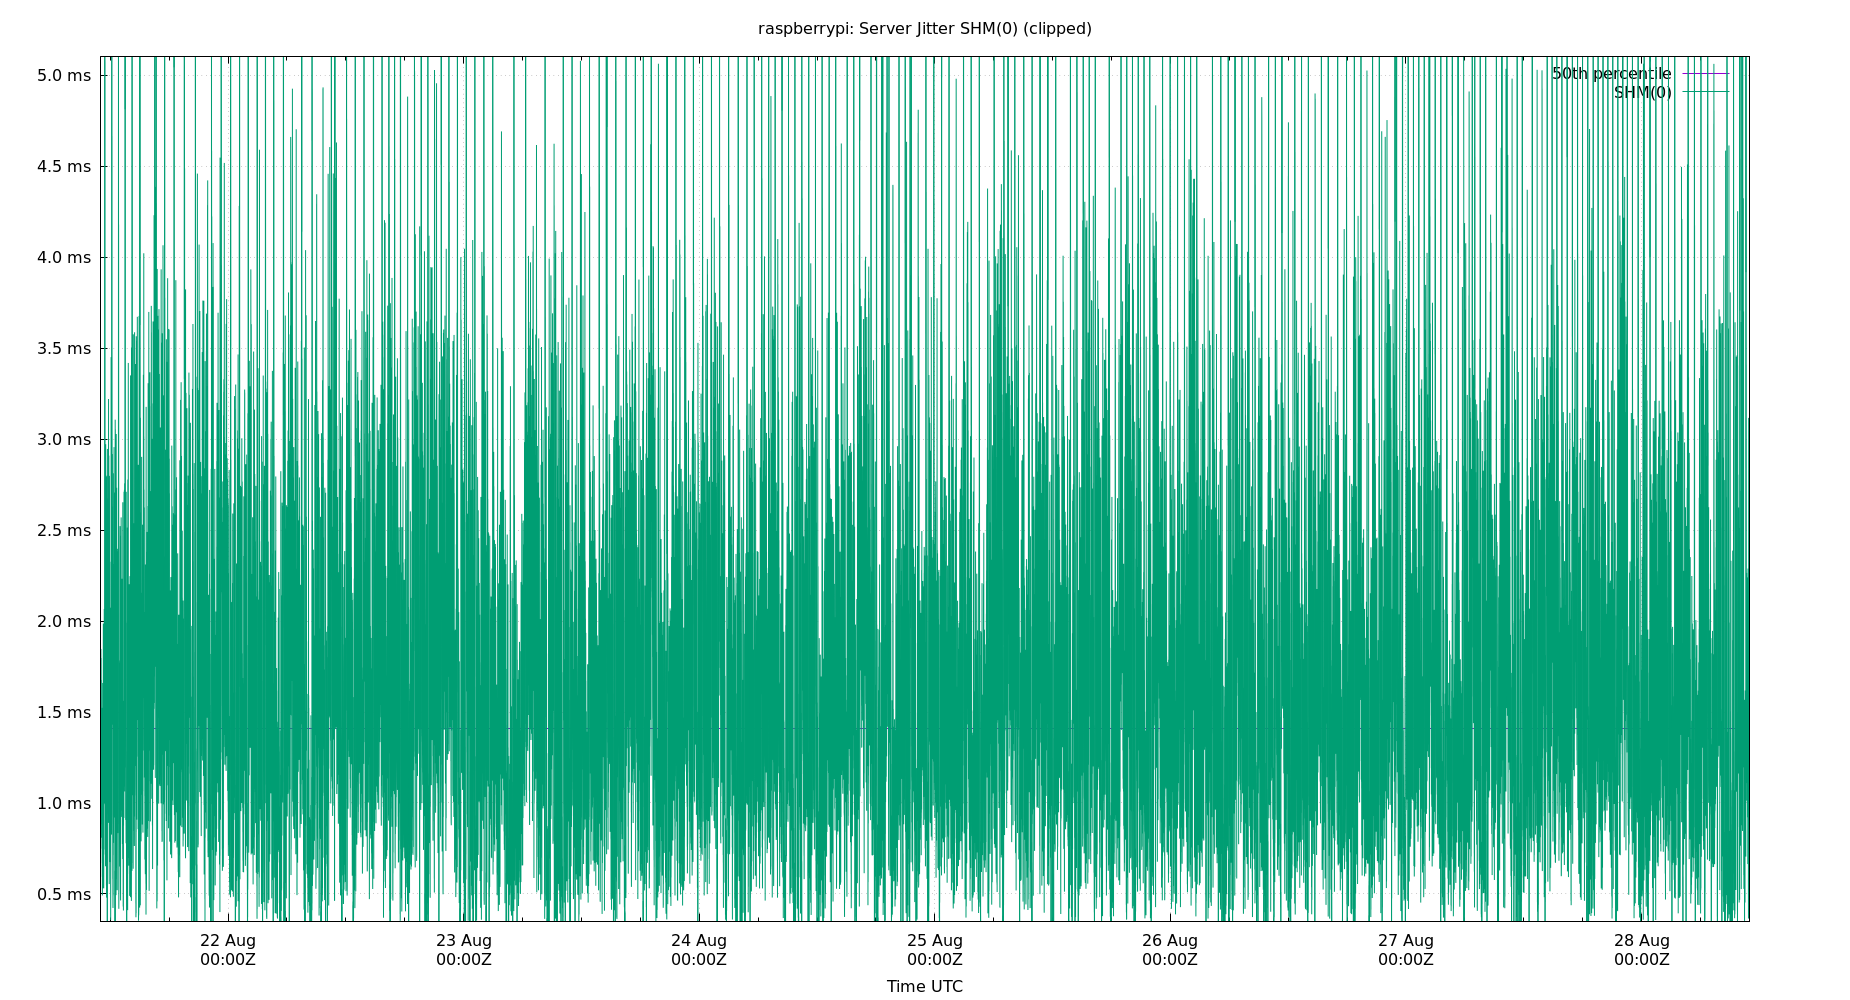 raspberrypi: Server Jitter SHM(0) (clipped)
50th percentile
SHM(0)
5.0 ms
4.5 ms
4.0 ms
3.5 ms
3.0 ms
2.5 ms
2.0 ms
1.5 ms
1.0 ms
0.5 ms
22 Aug 23 Aug 24 Aug 25 Aug 26 Aug 27 Aug 28 Aug
00:00Z 00:00Z 00:00Z 00:00Z 00:00Z 00:00Z 00:00Z
Time UTC